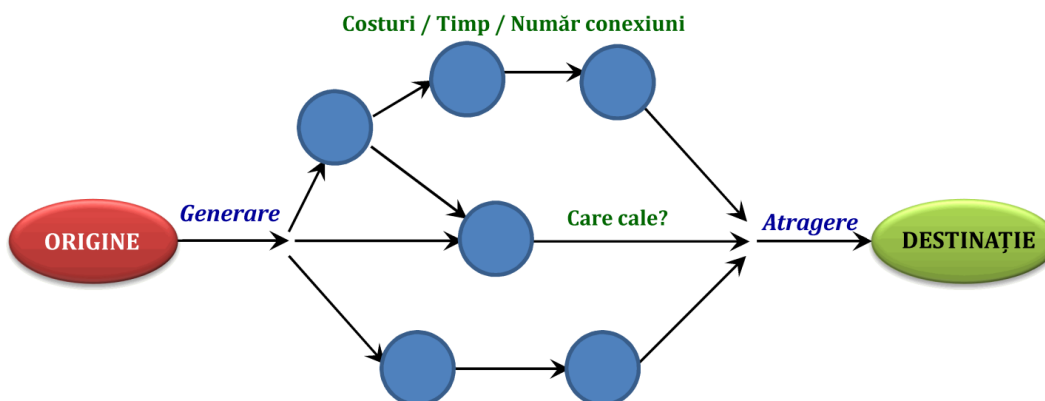 Costuri / Timp / Număr conexiuni
Generare
ORIGINE
Care cale?
Atragere
DESTINAȚIE